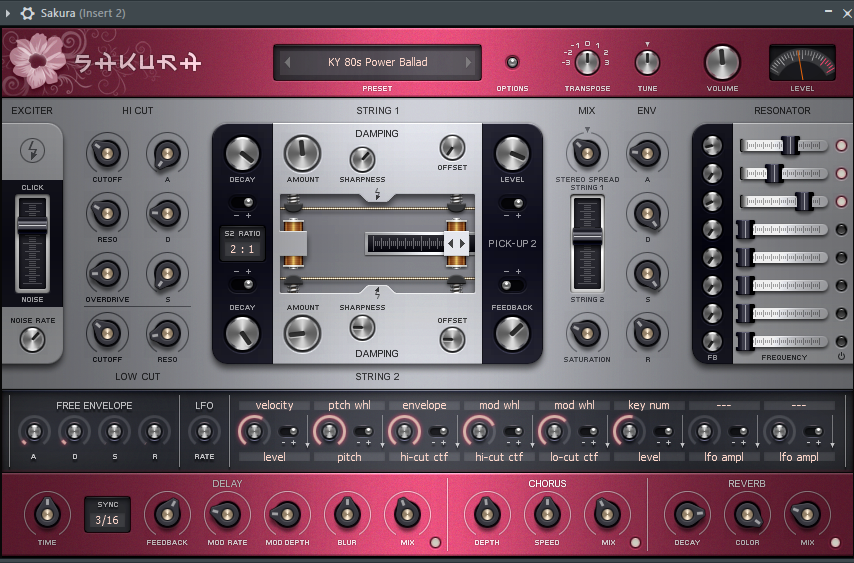 Sakura (Insert 2)
SAKURA
KY 80s Power Ballad
PRESET
OPTIONS
-3 -2 -1 0 1 2 3
TRANSPOSE
TUNE
VOLUME
LEVEL
EXCITER
HI CUT
STRING 1
MIX
ENV
RESONATOR
CLICK
NOISE
NOISE RATE
CUTOFF
A
RESO
D
OVERDRIVE
S
CUTOFF
RESO
LOW CUT
DECAY
- +
S2 RATIO
2 : 1
- +
DECAY
DAMPING
AMOUNT
SHARPNESS
OFFSET
AMOUNT
SHARPNESS
OFFSET
DAMPING
STRING 2
LEVEL
- +
PICK-UP 2
- +
FEEDBACK
STEREO SPREAD
STRING 1
STRING 2
SATURATION
A
D
S
R
FB
FREQUENCY
FREE ENVELOPE
A
D
S
R
LFO
RATE
velocity
ptch whl
envelope
mod whl
mod whl
key num
---
---
- +
- +
- +
- +
- +
- +
- +
- +
level
pitch
hi-cut ctf
hi-cut ctf
lo-cut ctf
level
lfo ampl
lfo ampl
DELAY
CHORUS
REVERB
SYNC
3/16
TIME
FEEDBACK
MOD RATE
MOD DEPTH
BLUR
MIX
DEPTH
SPEED
MIX
DECAY
COLOR
MIX